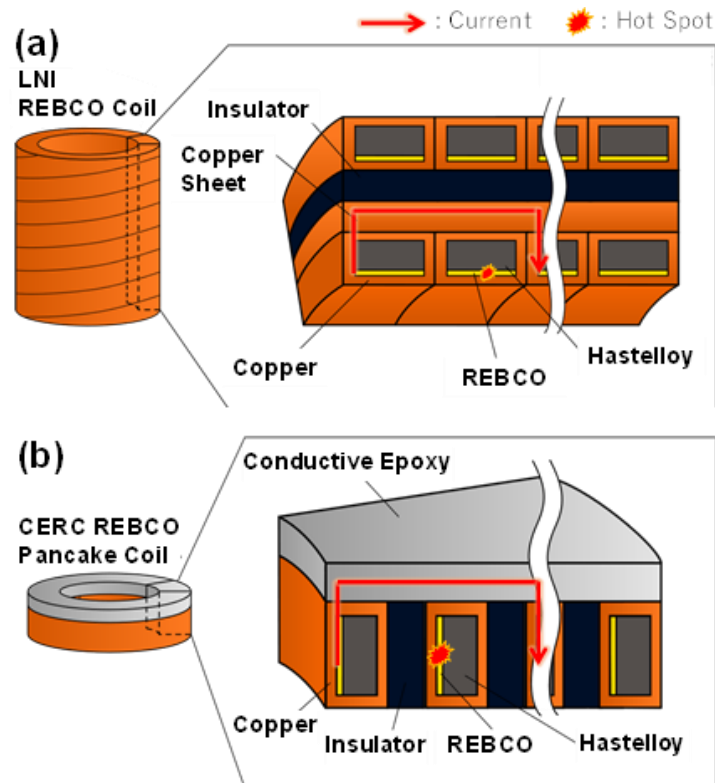 : Current : Hot Spot
(a)
LNI
REBCO Coil
Insulator
Copper
Sheet
Copper
REBCO
Hastelloy
(b)
Conductive Epoxy
CERC REBCO
Pancake Coil
Copper
Insulator
REBCO
Hastelloy